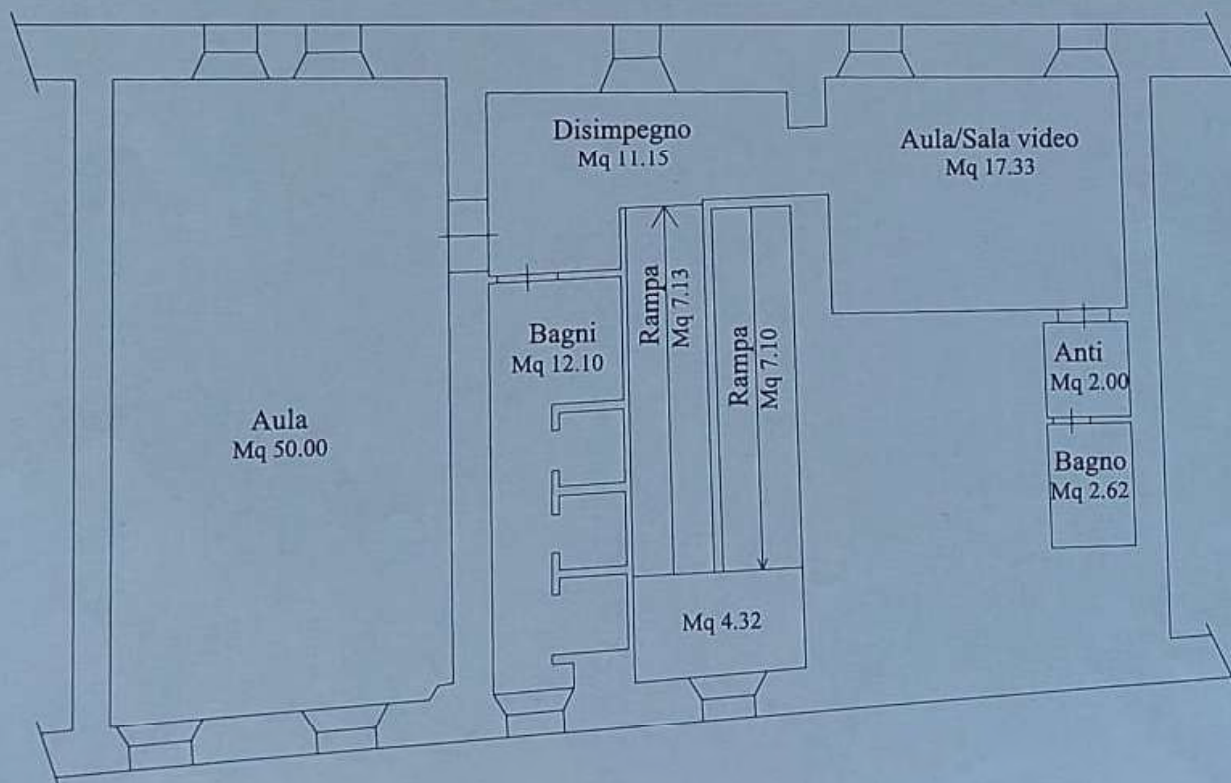 Disimpegno
Mq 11.15
Aula/Sala video
Mq 17.33
Rampa
Mq 7.13
Rampa
Mq 7.10
Bagni
Mq 12.10
Anti
Mq 2.00
Aula
Mq 50.00
Bagno
Mq 2.62
Mq 4.32